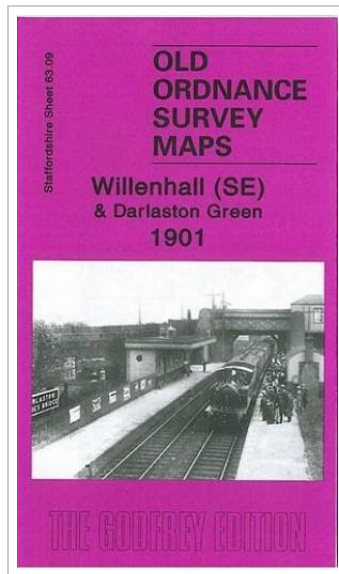 Staffordshire Sheet 63.09
OLD
ORDNANCE
SURVEY
MAPS
Willenhall (SE)
& Darlaston Green
1901
THE GODFREY EDITION